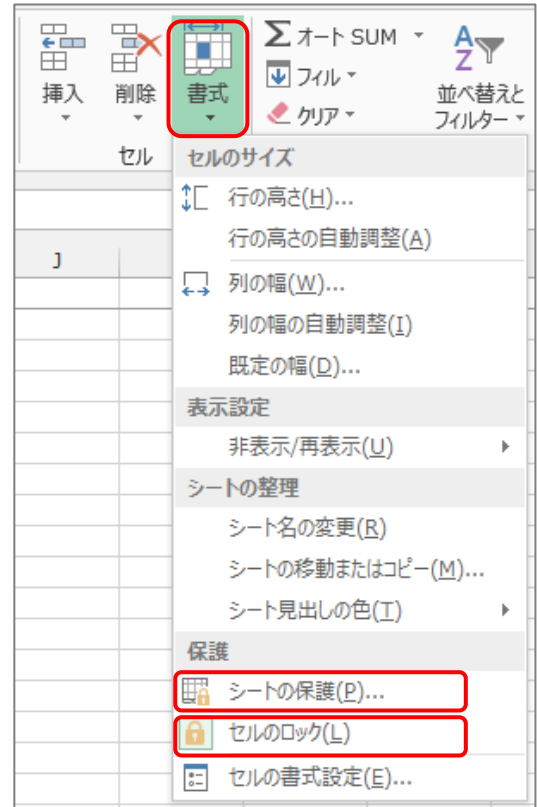 挿入
削除
書式
Σ オート SUM
フィル
クリア
A
Z
並べ替えと
フィルター
セル
セルのサイズ
行の高さ(H)...
行の高さの自動調整(A)
J
列の幅(W)...
列の幅の自動調整(I)
既定の幅(D)...
表示設定
非表示/再表示(U)
シートの整理
シート名の変更(R)
シートの移動またはコピー(M)...
シート見出しの色(T)
保護
シートの保護(P)...
セルのロック(L)
セルの書式設定(E)...